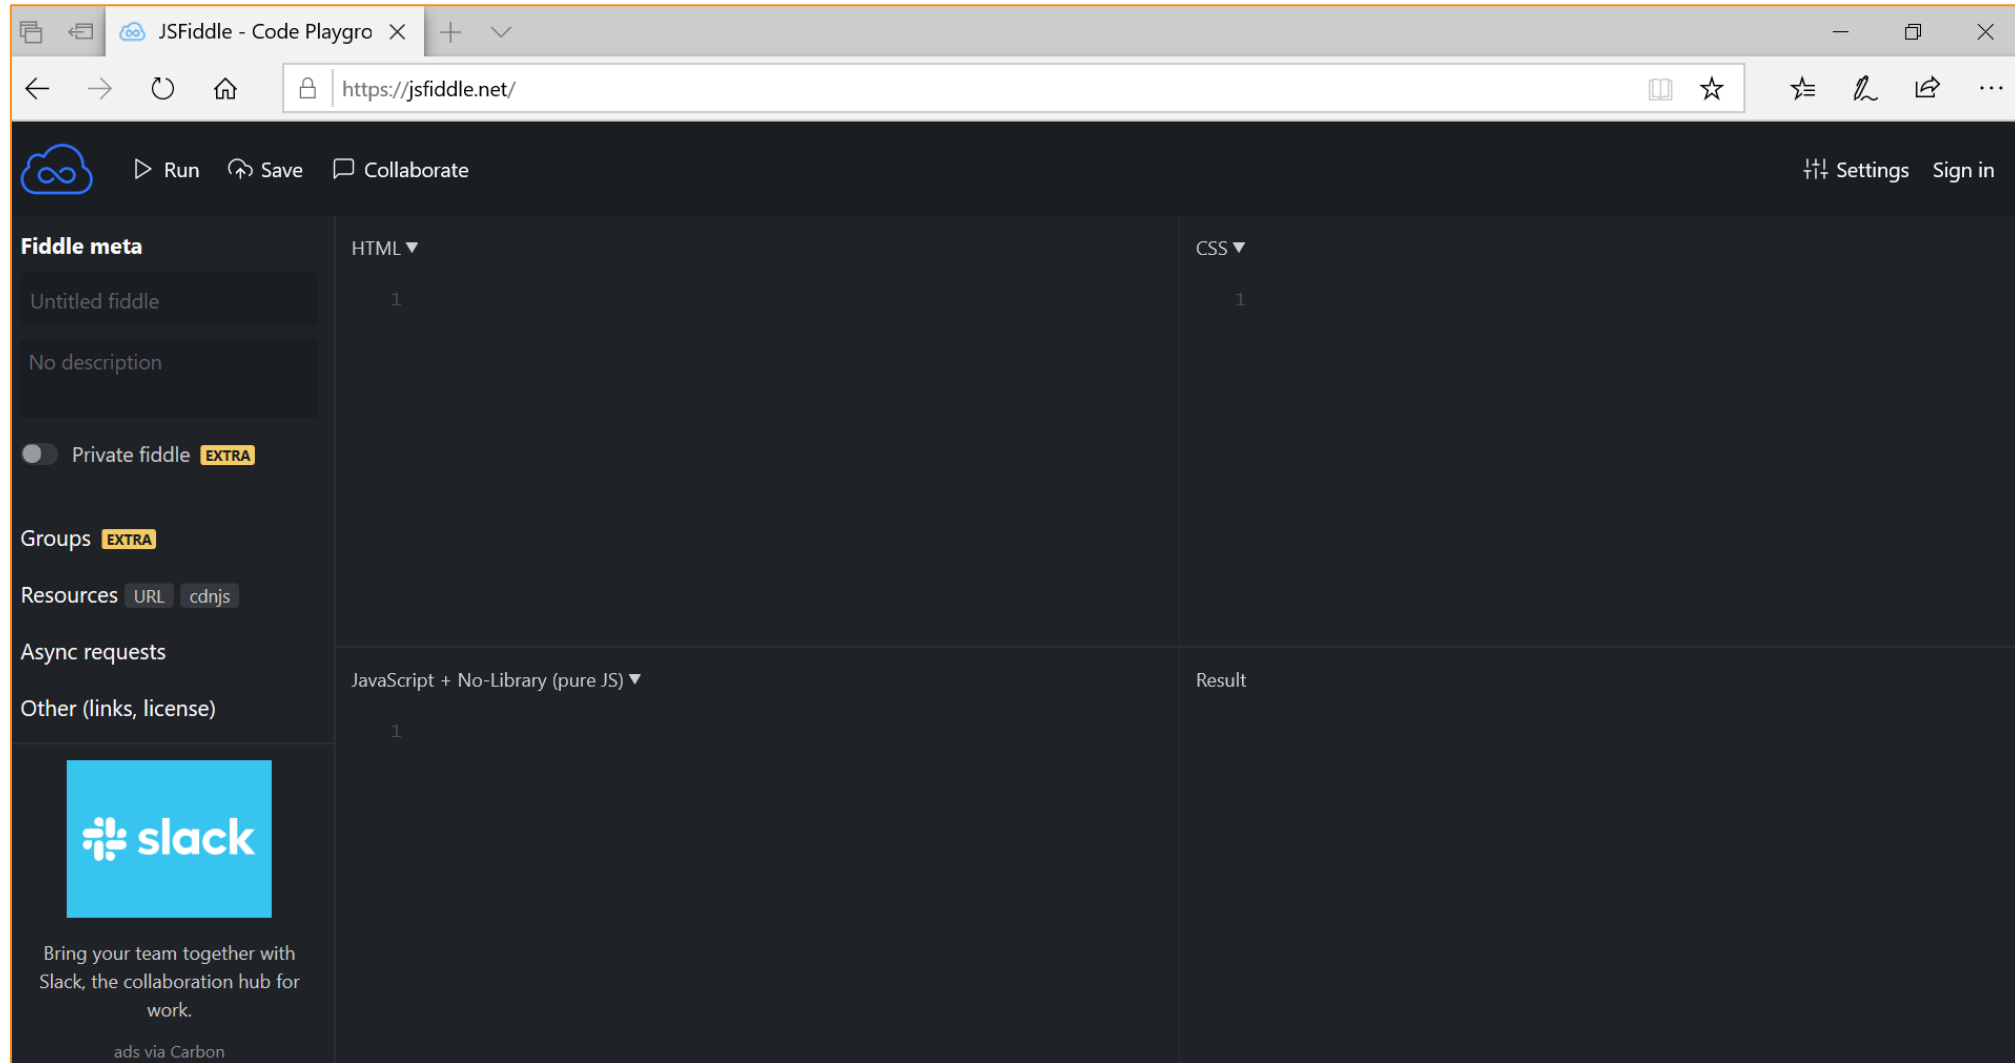 JSFiddle - Code Playgro
https://jsfiddle.net/
Run Save Collaborate Settings Sign in
Fiddle meta
Untitled fiddle
No description
Private fiddle EXTRA
Groups EXTRA
Resources URL cdnjs
Async requests
Other (links, license)
slack
Bring your team together with
Slack, the collaboration hub for
work.
ads via Carbon
HTML
1
CSS
1
JavaScript + No-Library (pure JS)
1
Result